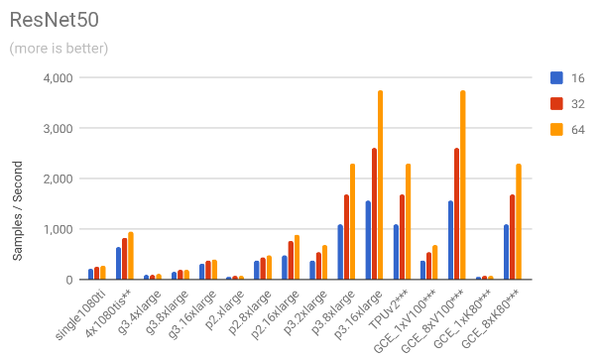 ResNet50
(more is better)
Samples / Second
4,000
3,000
2,000
1,000
0
16
32
64
single1080ti
4x1080tis**
g3.4xlarge
g3.8xlarge
g3.16xlarge
p2.xlarge
p2.8xlarge
p2.16xlarge
p3.2xlarge
p3.8xlarge
p3.16xlarge
TPUv2***
GCE_1xV100***
GCE_8xV100***
GCE_1xK80***
GCE_8xK80***